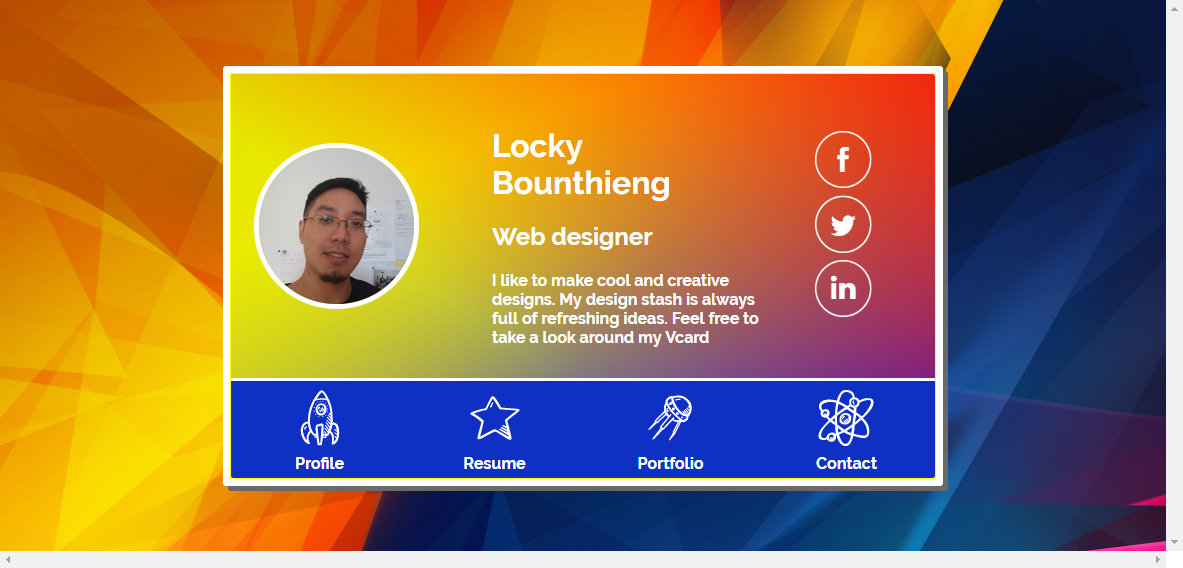 Locky
Bounthieng
Web designer
I like to make cool and creative
designs. My design stash is always
full of refreshing ideas. Feel free to
take a look around my Vcard
Profile
Resume
Portfolio
Contact